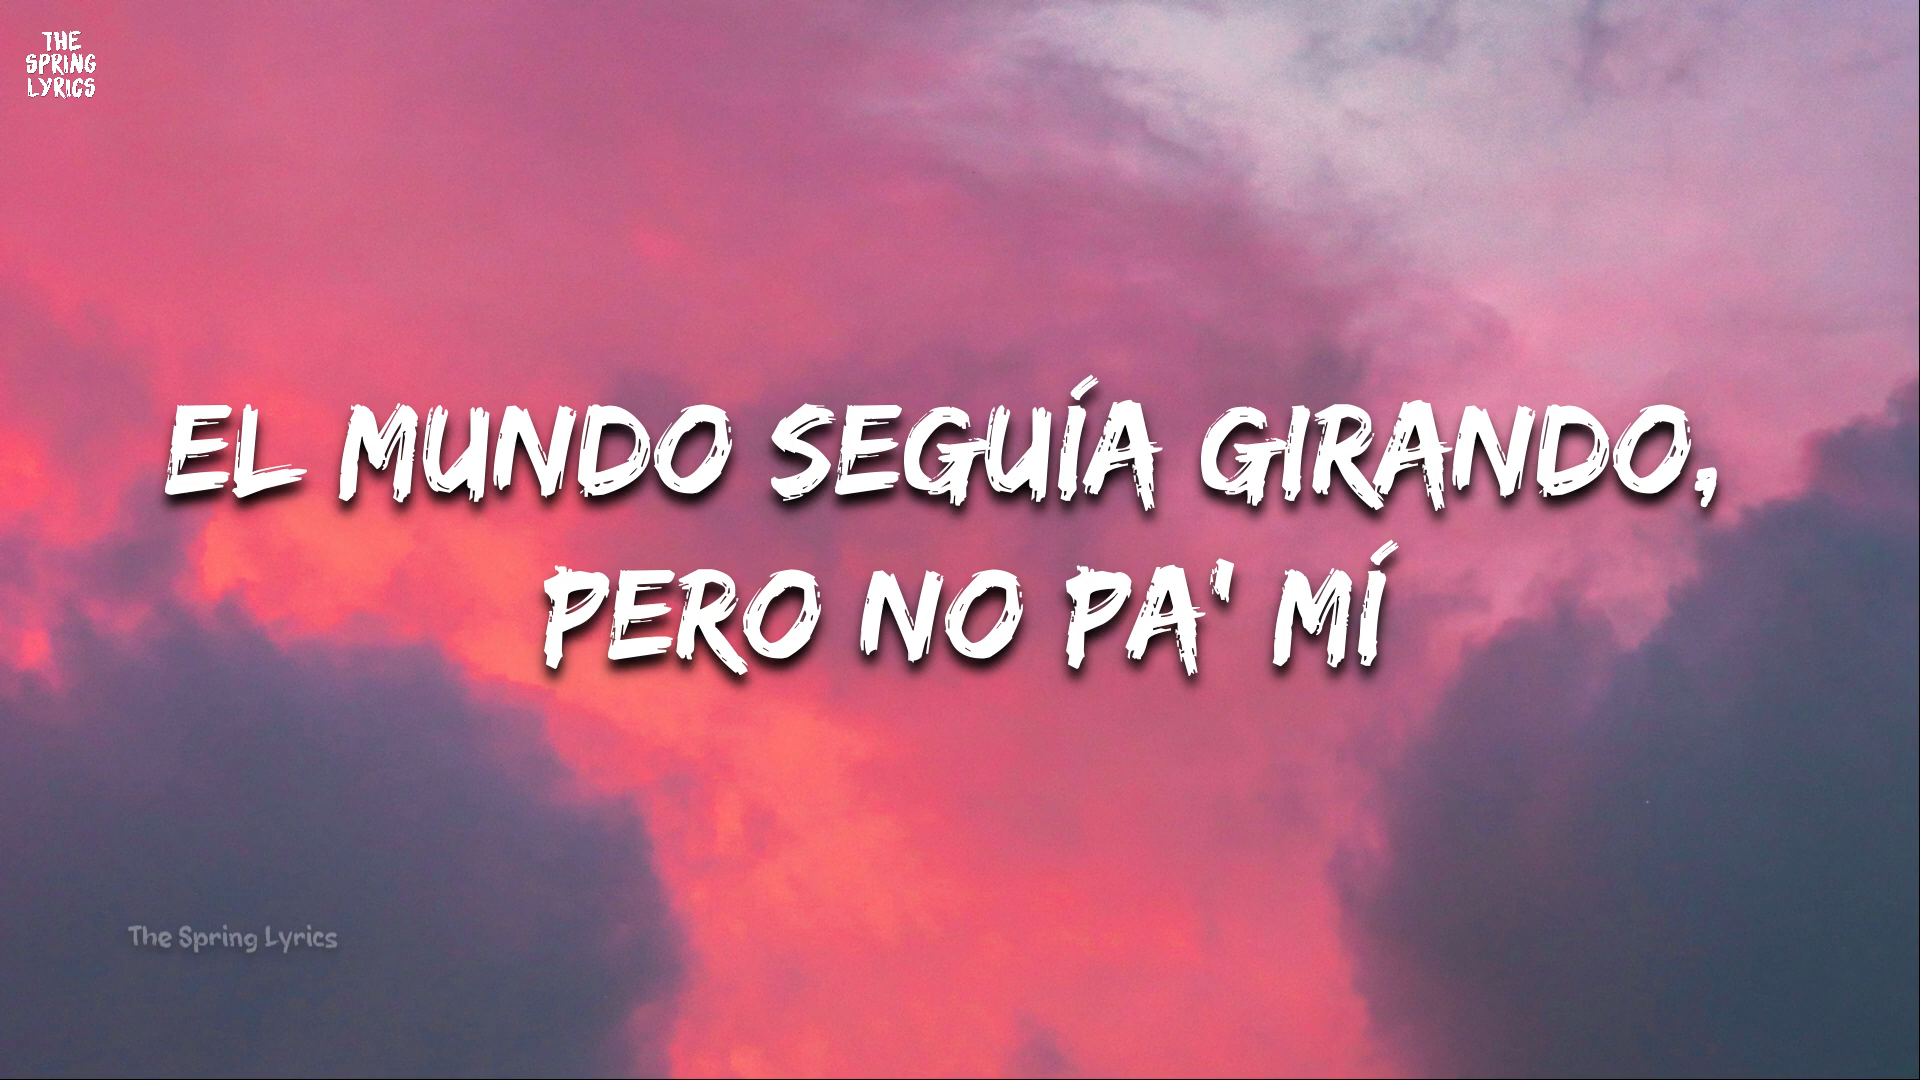 THE
SPRING
LYRICS
EL MUNDO SEGUÍA GIRANDO,
PERO NO PA' MÍ
The Spring Lyrics